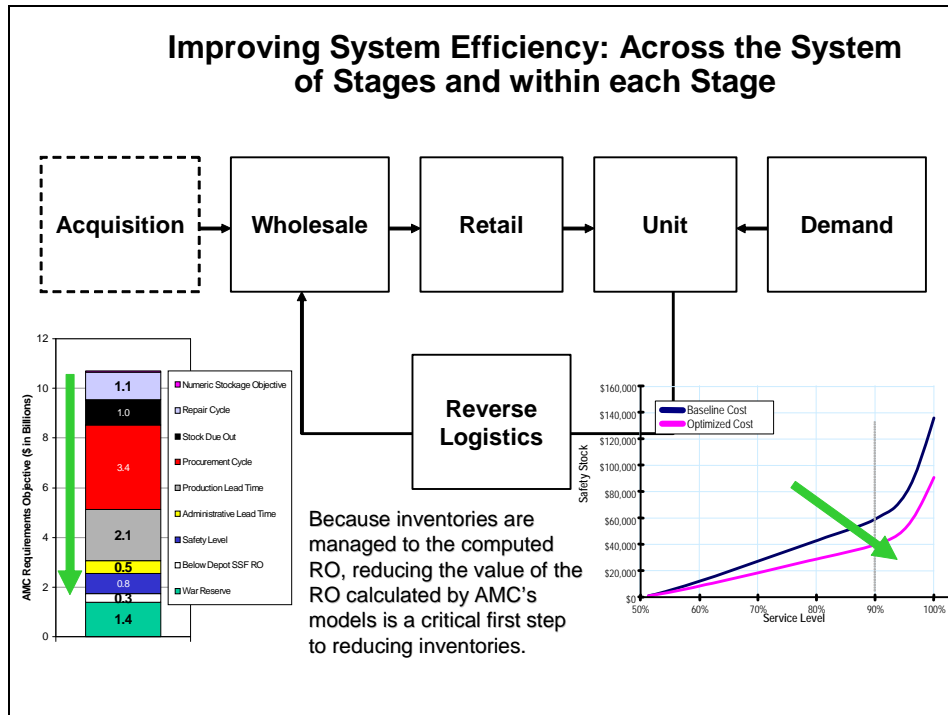 Improving System Efficiency: Across the System
of Stages and within each Stage
Acquisition
Wholesale
Retail
Unit
Demand
Reverse
Logistics
AMC Requirements Objective ($ in Billions)
12
10
8
6
4
2
0
1.1
1.0
3.4
2.1
0.5
0.8
0.3
1.4
Numeric Stockage Objective
Repair Cycle
Stock Due Out
Procurement Cycle
Production Lead Time
Administrative Lead Time
Safety Level
Below Depot SSF RO
War Reserve
Because inventories are
managed to the computed
RO, reducing the value of the
RO calculated by AMC's
models is a critical first step
to reducing inventories.
Safety Stock
$160,000
$140,000
$120,000
$100,000
$80,000
$60,000
$40,000
$20,000
$0
Baseline Cost
Optimized Cost
50% 60% 70% 80% 90% 100%
Service Level